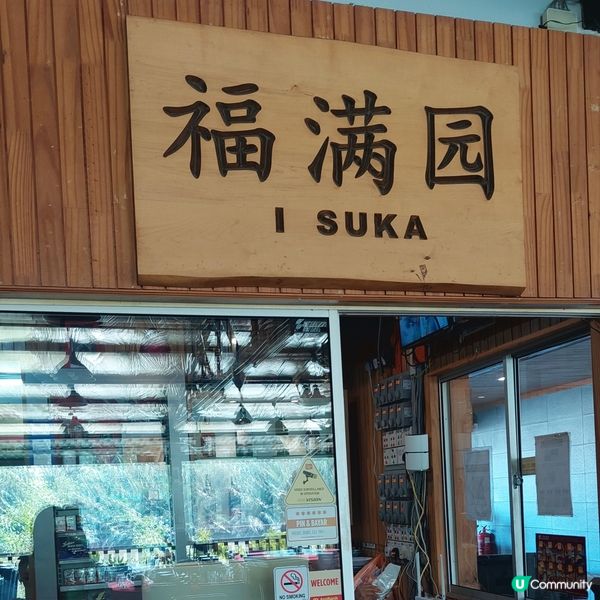 福满园
I SUKA
PIN & BAYAR
NO SMOKING
WELCOME
U Community